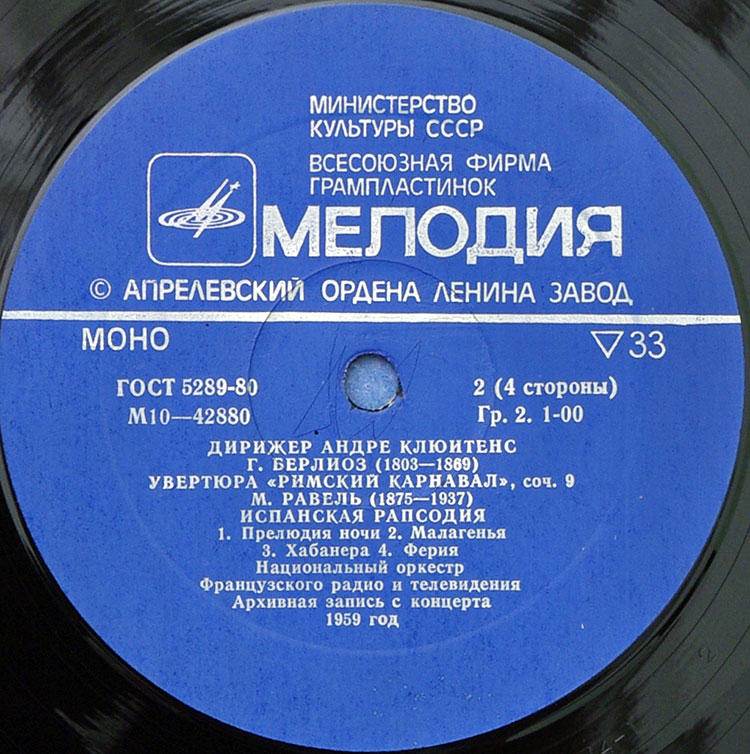 МИНИСТЕРСТВО
КУЛЬТУРЫ СССР
ВСЕСОЮЗНАЯ ФИРМА
ГРАМПЛАСТИНОК
МЕЛОДИЯ
© АПРЕЛЕВСКИЙ ОРДЕНА ЛЕНИНА ЗАВОД
МОНО
▽33
ГОСТ 5289-80
2 (4 стороны)
М10—42880
Гр. 2. 1-00
ДИРИЖЕР АНДРЕ КЛЮИТЕНС
Г. БЕРЛИОЗ (1803—1869)
УВЕРТЮРА «РИМСКИЙ КАРНАВАЛ», соч. 9
М. РАВЕЛЬ (1875—1937)
ИСПАНСКАЯ РАПСОДИЯ
1. Прелюдия ночи 2. Малагенья
3. Хабанера 4. Ферия
Национальный оркестр
Французского радио и телевидения
Архивная запись с концерта
1959 год